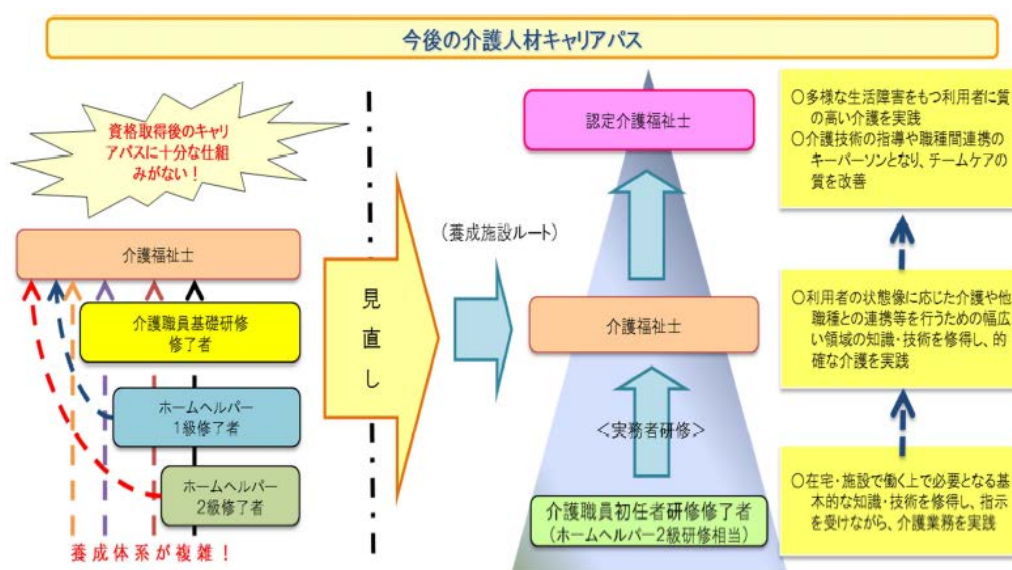 今後の介護人材キャリアパス
資格取得後のキャリ
アパスに十分な仕組
みがない！
介護福祉士
介護職員基礎研修
修了者
ホームヘルパー
1級修了者
ホームヘルパー
2級修了者
養成体系が複雑！
見直し
（養成施設ルート）
認定介護福祉士
介護福祉士
＜実務者研修＞
介護職員初任者研修修了者
（ホームヘルパー2級研修相当）
○多様な生活障害をもつ利用者に質
の高い介護を実践
○介護技術の指導や職種間連携の
キーパーソンとなり、チームケアの
質を改善
○利用者の状態像に応じた介護や他
職種との連携等を行うための幅広
い領域の知識・技術を修得し、的
確な介護を実践
○在宅・施設で働く上で必要となる基
本的な知識・技術を修得し、指示
を受けながら、介護業務を実践